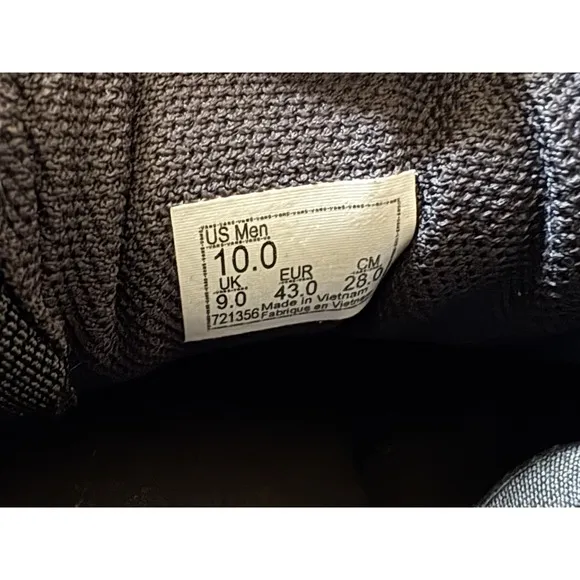 US Men
10.0
UK EUR CM
9.0 43.0 28.0
Made in Vietnam
721356 Fabrique en